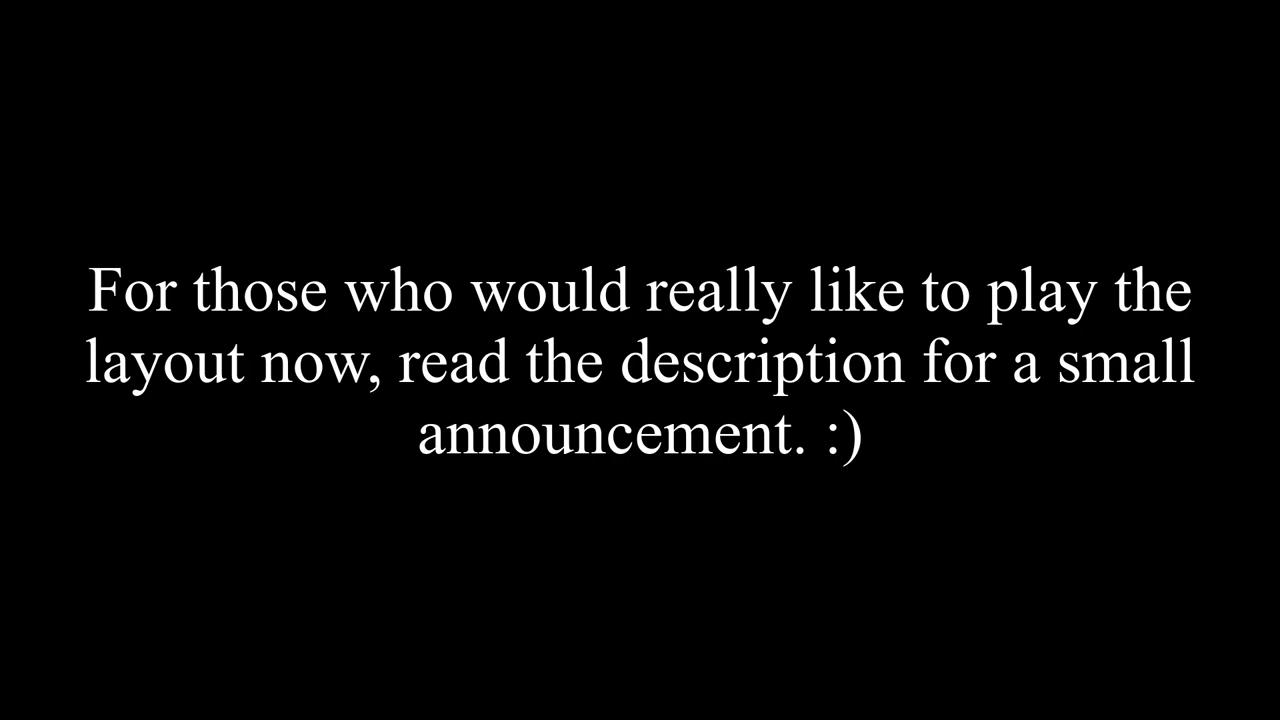 For those who would really like to play the
layout now, read the description for a small
announcement. :)